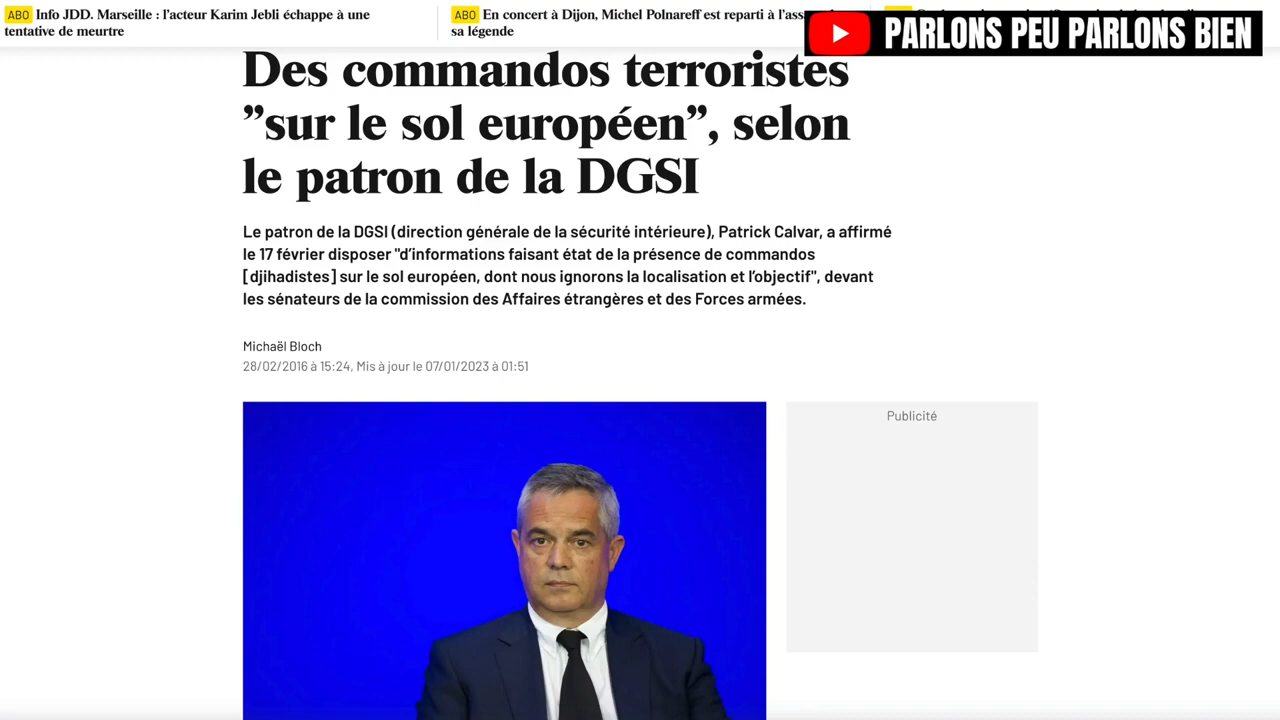 ABO Info JDD. Marseille : l'acteur Karim Jebli échappe à une
tentative de meurtre
ABO En concert à Dijon, Michel Polnareff est reparti à
sa légende
PARLONS PEU PARLONS BIEN
Des commandos terroristes
”sur le sol européen”, selon
le patron de la DGSI
Le patron de la DGSI (direction générale de la sécurité intérieure), Patrick Calvar, a affirmé
le 17 février disposer "d'informations faisant état de la présence de commandos
[djihadistes] sur le sol européen, dont nous ignorons la localisation et l'objectif", devant
les sénateurs de la commission des Affaires étrangères et des Forces armées.
Michaël Bloch
28/02/2016 à 15:24, Mis à jour le 07/01/2023 à 01:51
Publicité